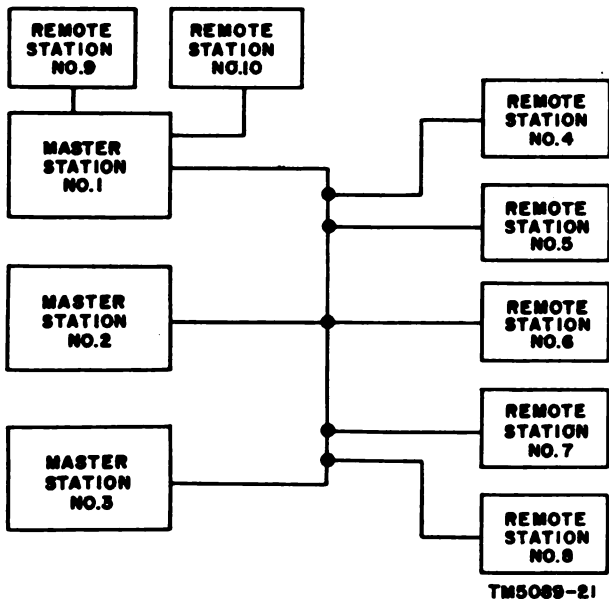 REMOTE
STATION
NO.9
REMOTE
STATION
NO.10
MASTER
STATION
NO.1
REMOTE
STATION
NO.4
REMOTE
STATION
NO.5
MASTER
STATION
NO.2
REMOTE
STATION
NO.6
REMOTE
STATION
NO.7
MASTER
STATION
NO.3
REMOTE
STATION
NO.8
TM5089-21